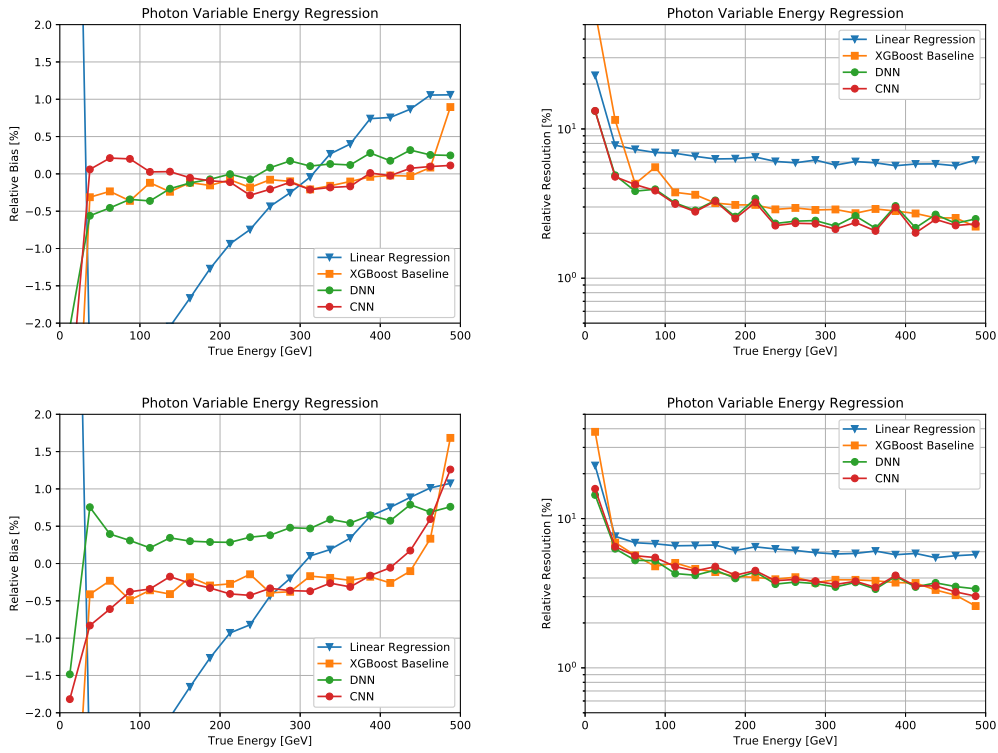 Photon Variable Energy Regression
2.0
1.5
1.0
0.5
0.0
−0.5
−1.0
−1.5
−2.0
Relative Bias [%]
Linear Regression
XGBoost Baseline
DNN
CNN
0 100 200 300 400 500
True Energy [GeV]
Photon Variable Energy Regression
10¹
10⁰
Relative Resolution [%]
Linear Regression
XGBoost Baseline
DNN
CNN
0 100 200 300 400 500
True Energy [GeV]
Photon Variable Energy Regression
2.0
1.5
1.0
0.5
0.0
−0.5
−1.0
−1.5
−2.0
Relative Bias [%]
Linear Regression
XGBoost Baseline
DNN
CNN
0 100 200 300 400 500
True Energy [GeV]
Photon Variable Energy Regression
10¹
10⁰
Relative Resolution [%]
Linear Regression
XGBoost Baseline
DNN
CNN
0 100 200 300 400 500
True Energy [GeV]